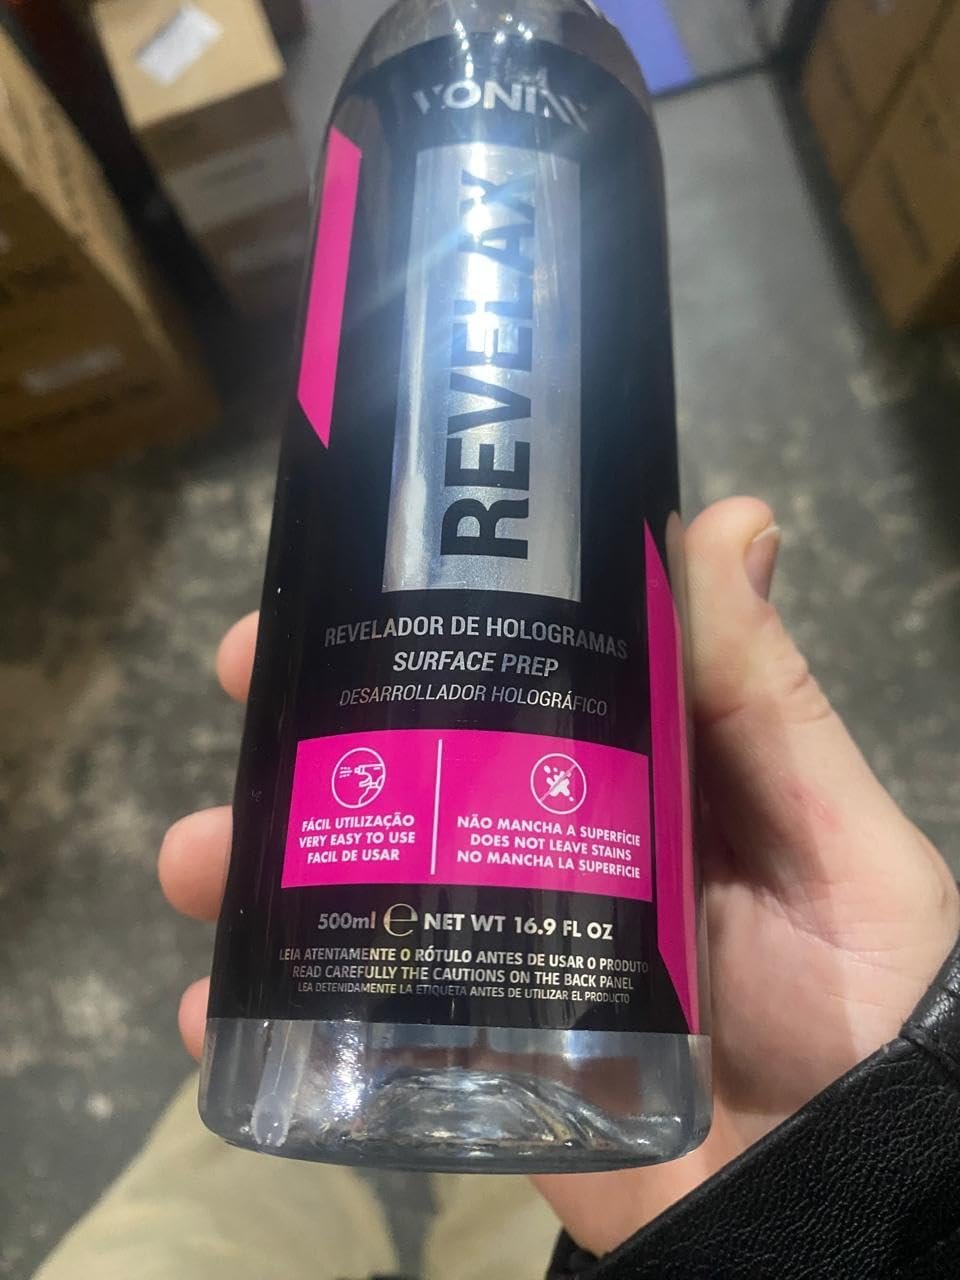 VONIXX
REVELAX
REVELADOR DE HOLOGRAMAS
SURFACE PREP
DESARROLLADOR HOLOGRÁFICO
FÁCIL UTILIZAÇÃO
VERY EASY TO USE
FACIL DE USAR
NÃO MANCHA A SUPERFÍCIE
DOES NOT LEAVE STAINS
NO MANCHA LA SUPERFICIE
500ml e NET WT 16.9 FL OZ
LEIA ATENTAMENTE O RÓTULO ANTES DE USAR O PRODUTO
READ CAREFULLY THE CAUTIONS ON THE BACK PANEL
LEA DETENIDAMENTE LA ETIQUETA ANTES DE UTILIZAR EL PRODUCTO